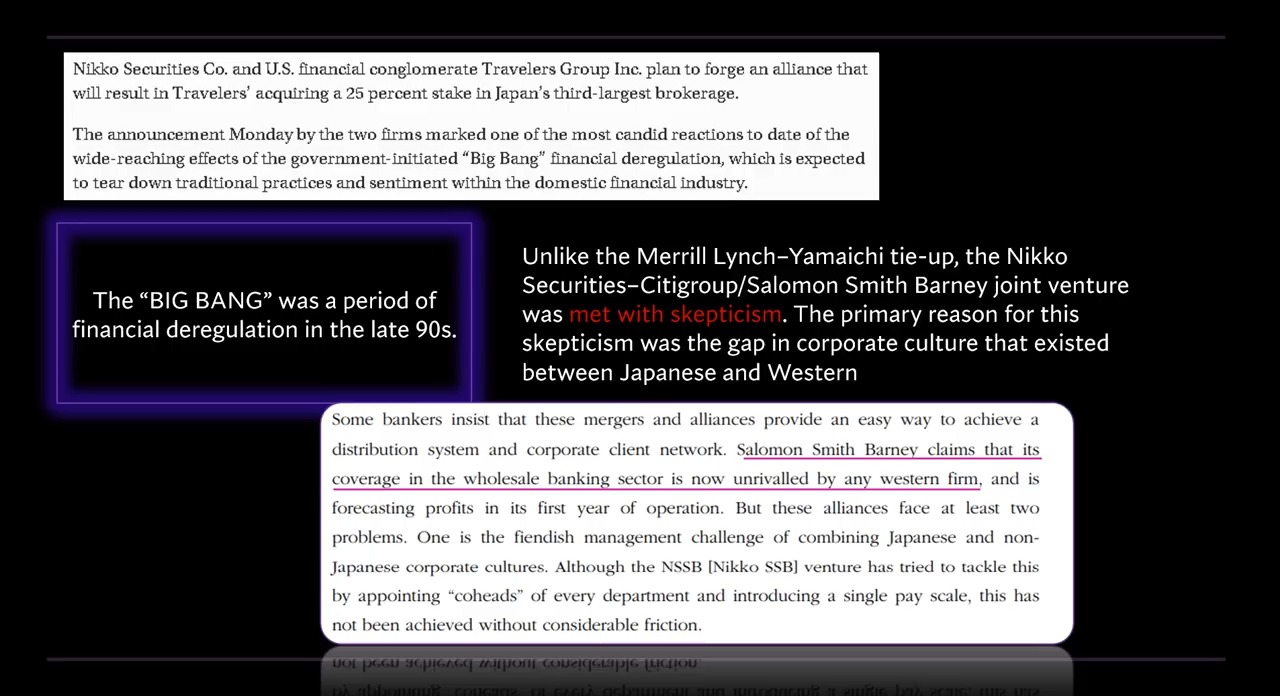 Nikko Securities Co. and U.S. financial conglomerate Travelers Group Inc. plan to forge an alliance that
will result in Travelers’ acquiring a 25 percent stake in Japan’s third-largest brokerage.
The announcement Monday by the two firms marked one of the most candid reactions to date of the
wide-reaching effects of the government-initiated “Big Bang” financial deregulation, which is expected
to tear down traditional practices and sentiment within the domestic financial industry.
The “BIG BANG” was a period of
financial deregulation in the late 90s.
Unlike the Merrill Lynch–Yamaichi tie-up, the Nikko
Securities–Citigroup/Salomon Smith Barney joint venture
was met with skepticism. The primary reason for this
skepticism was the gap in corporate culture that existed
between Japanese and Western
Some bankers insist that these mergers and alliances provide an easy way to achieve a
distribution system and corporate client network. Salomon Smith Barney claims that its
coverage in the wholesale banking sector is now unrivalled by any western firm, and is
forecasting profits in its first year of operation. But these alliances face at least two
problems. One is the fiendish management challenge of combining Japanese and non-
Japanese corporate cultures. Although the NSSB [Nikko SSB] venture has tried to tackle this
by appointing “coheads” of every department and introducing a single pay scale, this has
not been achieved without considerable friction.